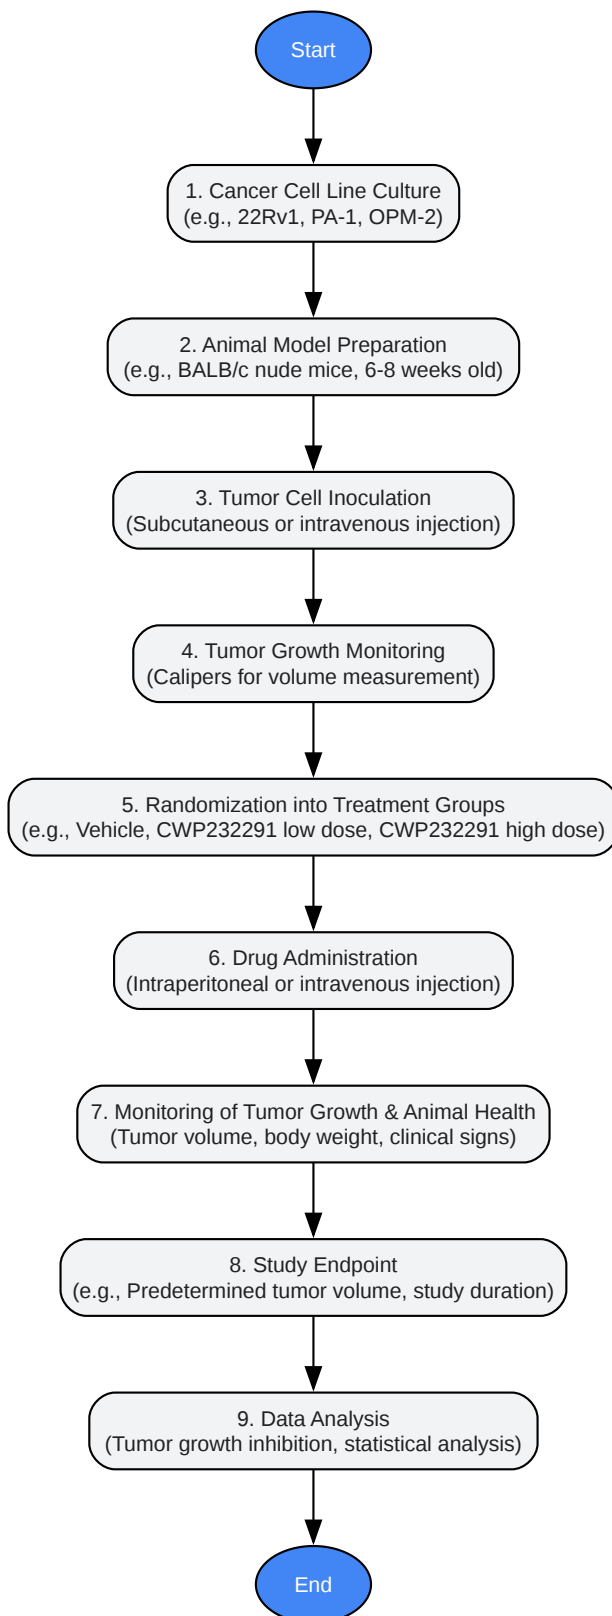 Start
1. Cancer Cell Line Culture
(e.g., 22Rv1, PA-1, OPM-2)
2. Animal Model Preparation
(e.g., BALB/c nude mice, 6-8 weeks old)
3. Tumor Cell Inoculation
(Subcutaneous or intravenous injection)
4. Tumor Growth Monitoring
(Calipers for volume measurement)
5. Randomization into Treatment Groups
(e.g., Vehicle, CWP232291 low dose, CWP232291 high dose)
6. Drug Administration
(Intraperitoneal or intravenous injection)
7. Monitoring of Tumor Growth & Animal Health
(Tumor volume, body weight, clinical signs)
8. Study Endpoint
(e.g., Predetermined tumor volume, study duration)
9. Data Analysis
(Tumor growth inhibition, statistical analysis)
End